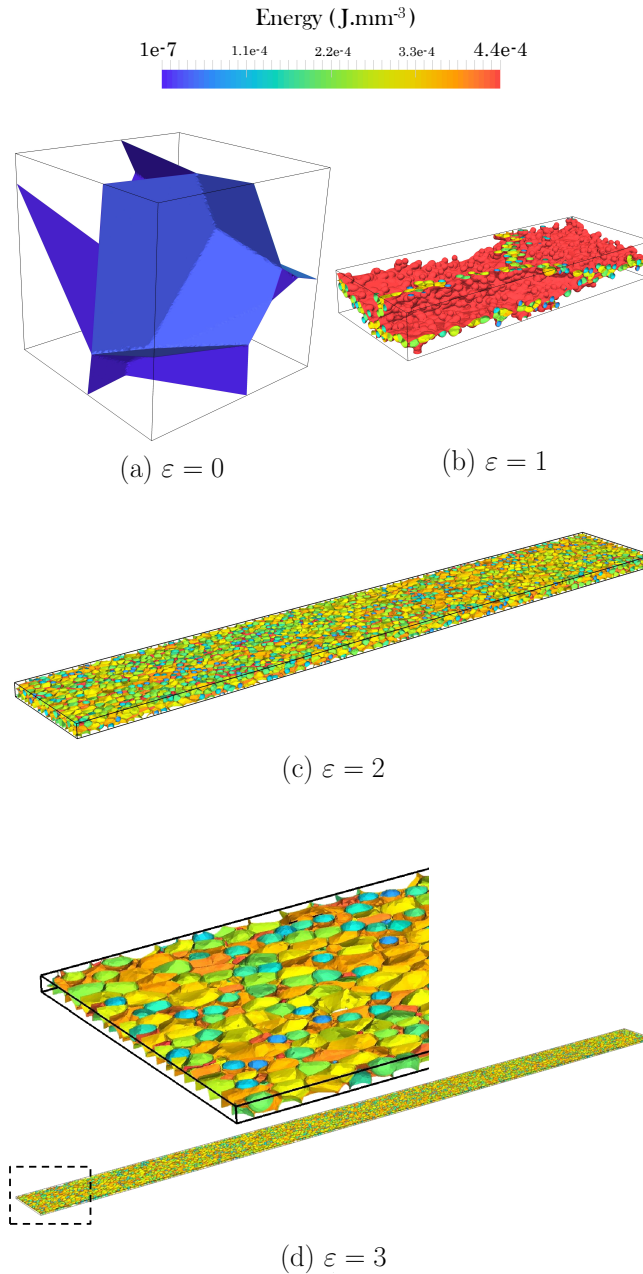 Energy (J.mm⁻³)
1e-7 1.1e-4 2.2e-4 3.3e-4 4.4e-4
(a) ε = 0
(b) ε = 1
(c) ε = 2
(d) ε = 3